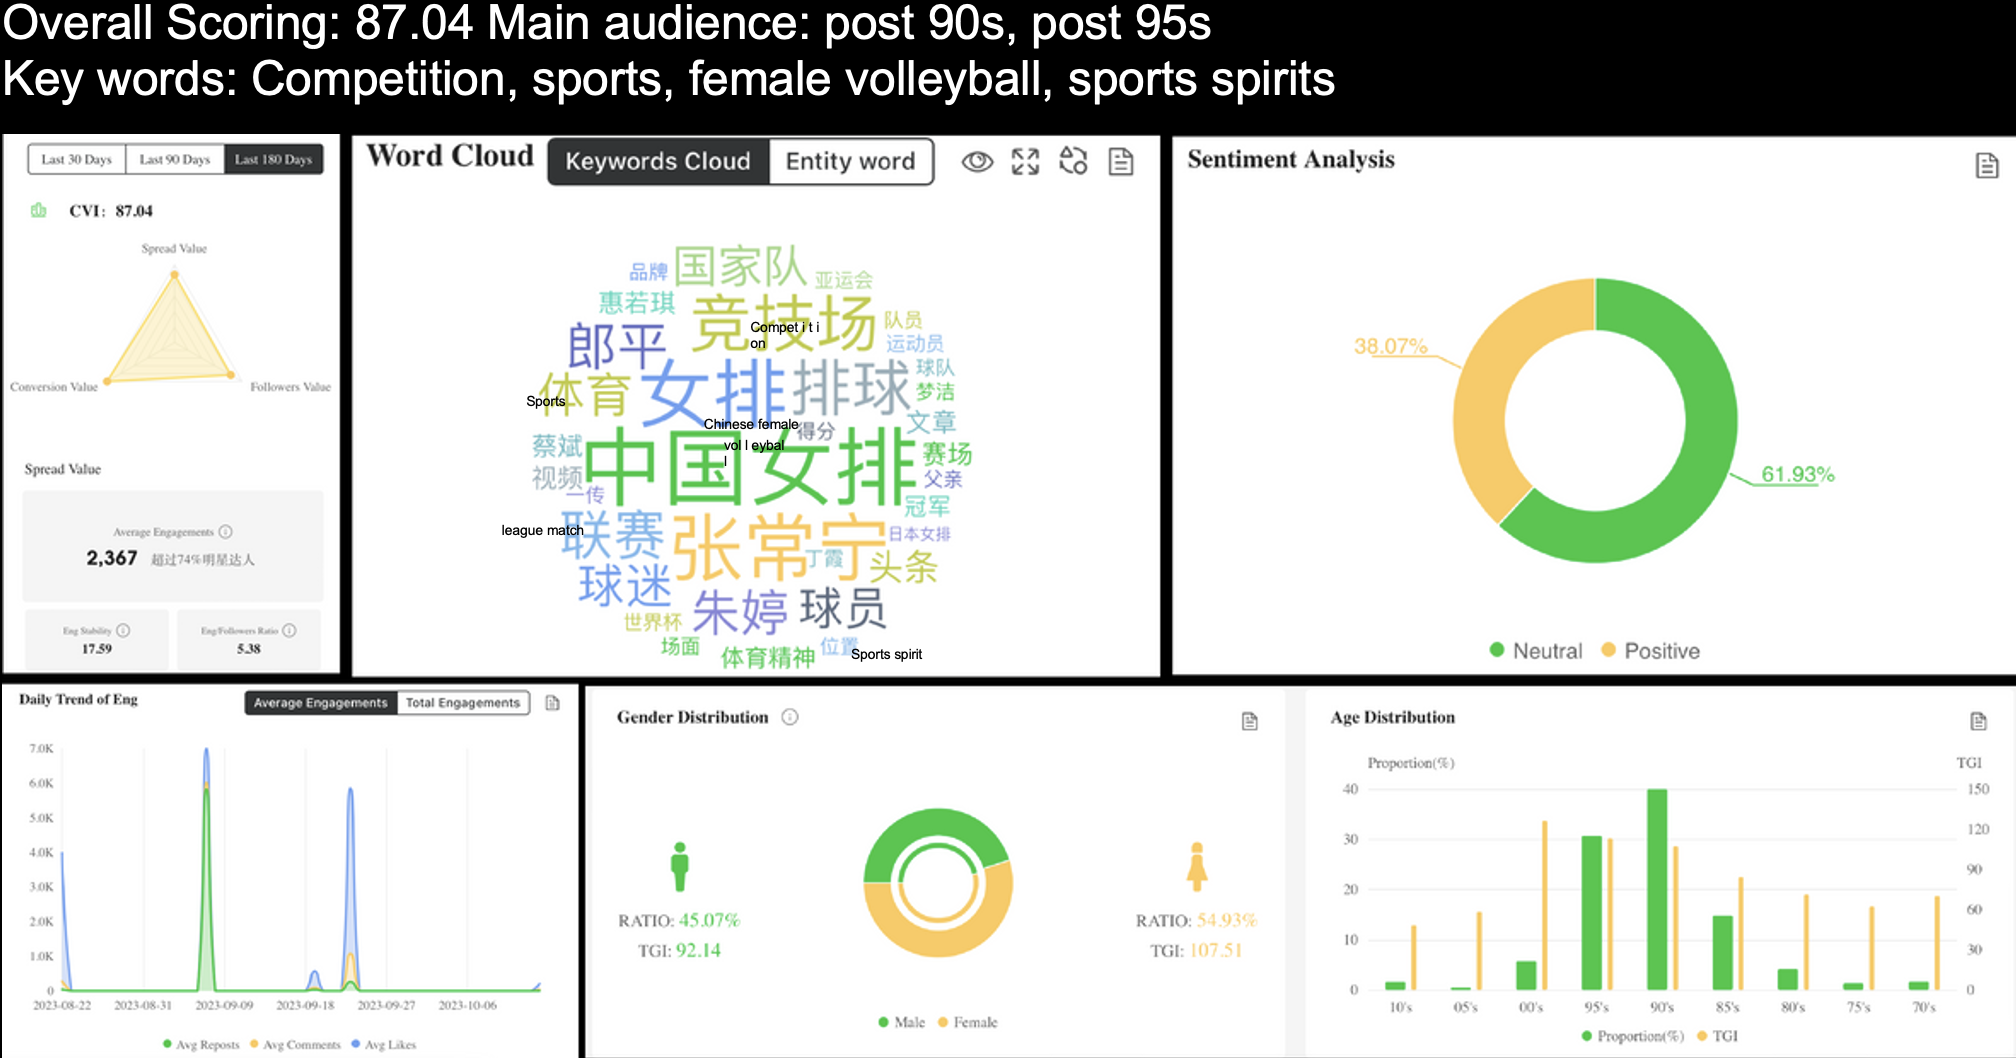 Overall Scoring: 87.04 Main audience: post 90s, post 95s
Key words: Competition, sports, female volleyball, sports spirits
Last 30 Days
Last 90 Days
Last 180 Days
CVI: 87.04
Spread Value
Conversion Value
Followers Value
Spread Value
Average Engagements
2,367 超过74%明星达人
Eng Stability
17.59
Eng/Followers Ratio
5.38
Word Cloud
Keywords Cloud
Entity word
品牌
国家队
亚运会
惠若琪
竞技场
队员
Competiti
on
郎平
运动员
体育
Sports
女排
排球
球队
梦洁
Chinese female
volleybal
l
得分
文章
蔡斌
中国女排
赛场
视频
父亲
一传
冠军
league match
联赛
张常宁
日本女排
丁霞
头条
球迷
朱婷
球员
世界杯
场面
体育精神
位置
Sports spirit
Sentiment Analysis
38.07%
61.93%
Neutral
Positive
Daily Trend of Eng
Average Engagements
Total Engagements
7.0K
6.0K
5.0K
4.0K
3.0K
2.0K
1.0K
0
2023-08-22
2023-08-31
2023-09-09
2023-09-18
2023-09-27
2023-10-06
Avg Reposts
Avg Comments
Avg Likes
Gender Distribution
RATIO: 45.07%
TGI: 92.14
RATIO: 54.93%
TGI: 107.51
Male
Female
Age Distribution
Proportion(%)
TGI
40
30
20
10
0
150
120
90
60
30
0
10's
05's
00's
95's
90's
85's
80's
75's
70's
Proportion(%)
TGI